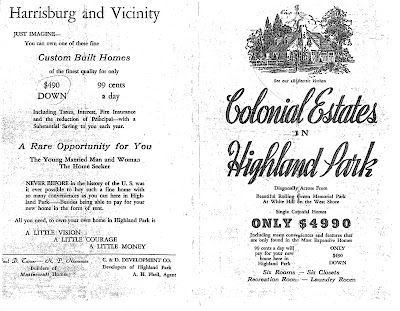 Harrisburg and Vicinity
JUST IMAGINE—
You can own one of these fine
Custom Built Homes
of the finest quality for only
$490 99 cents
DOWN a day
Including Taxes, Interest, Fire Insurance
and the reduction of Principal—with a
Substantial Saving to you each year.
A Rare Opportunity for You
The Young Married Man and Woman
The Home Seeker
NEVER BEFORE in the history of the U. S. was
it ever possible to buy such a fine home with
so many conveniences as you can here in High-
land Park—Besides being able to pay for your
new home in the form of rent.
All you need, to own your own home in Highland Park is
A LITTLE VISION
A LITTLE COURAGE
A LITTLE MONEY
Builders of
Homes
C. & D. DEVELOPMENT CO.
Developers of Highland Park
A. H.
See our exhibition
Colonial Estates
IN
Highland Park
Diagonally Across From
Beautiful Rolling Green Memorial Park
At White Hill On the West Shore
Single Colonial Homes
ONLY $4990
Including many conveniences and features that
are only found in the Most Expensive Homes
99 cents a day will ONLY
pay for your $490
new home here in DOWN
Highland Park
Six Rooms — Six Closets
Recreation Room — Laundry Room